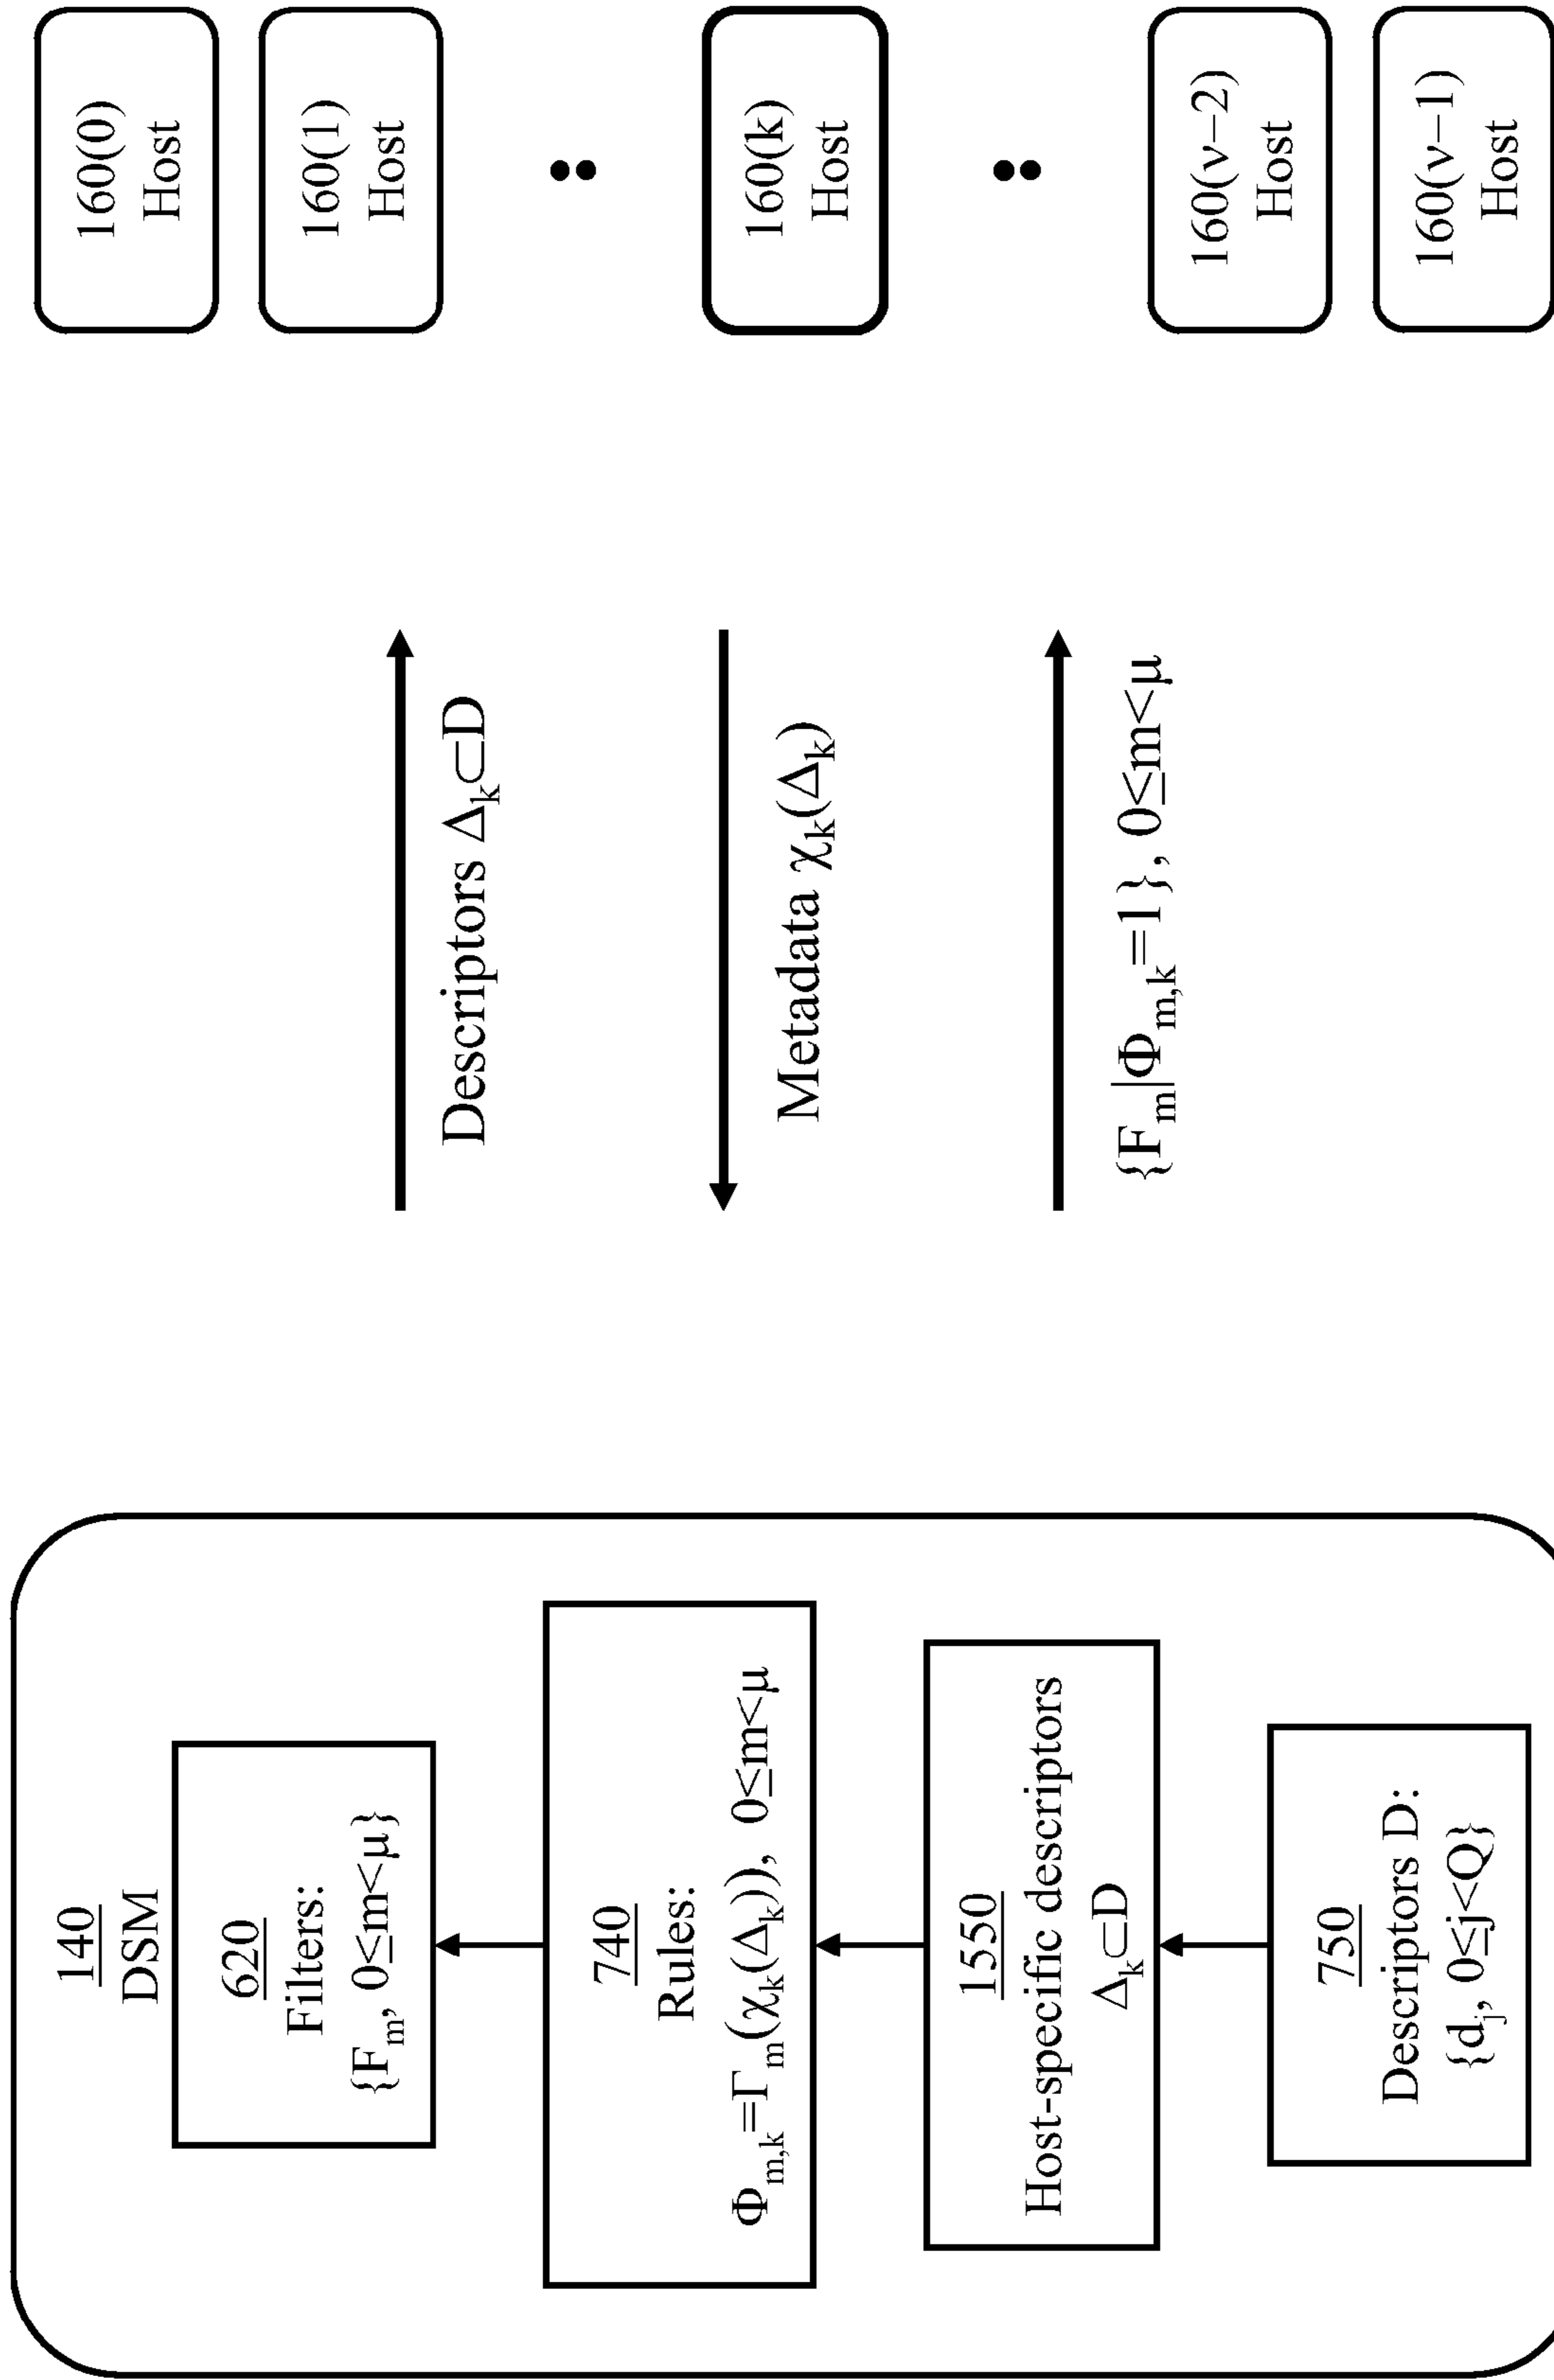 140
DSM
620
Filters:
{F_m, 0≤m<μ}
740
Rules:
Φ_m,k=Γ_m(χ_k(Δ_k)), 0≤m<μ
1550
Host-specific descriptors
Δ_k⊂D
750
Descriptors D:
{d_j, 0≤j<Q}
Descriptors Δ_k⊂D
Metadata χ_k(Δ_k)
{F_m|Φ_m,k=1}, 0≤m<μ
160(0)
Host
160(1)
Host
160(k)
Host
160(ν−2)
Host
160(ν−1)
Host